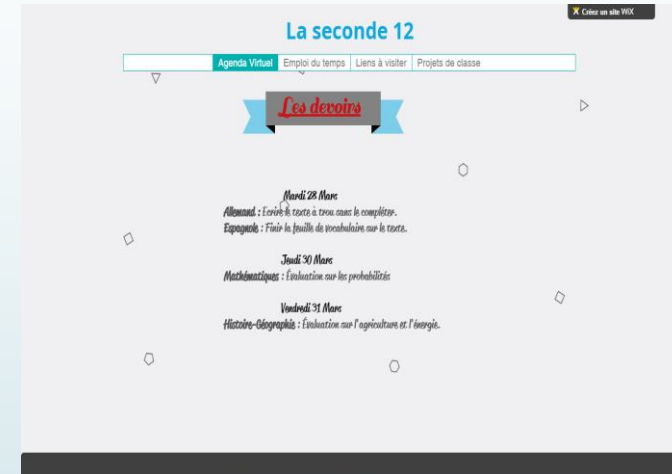 Créez un site WiX
La seconde 12
Agenda Virtuel Emploi du temps Liens à visiter Projets de classe
Les devoirs
Mardi 28 Mars
Allemand : Ecrire le texte à trou sans le compléter.
Espagnole : Finir la feuille de vocabulaire sur le texte.
Jeudi 30 Mars
Mathématiques : Évaluation sur les probabilités
Vendredi 31 Mars
Histoire-Géographie : Évaluation sur l'agriculture et l'énergie.